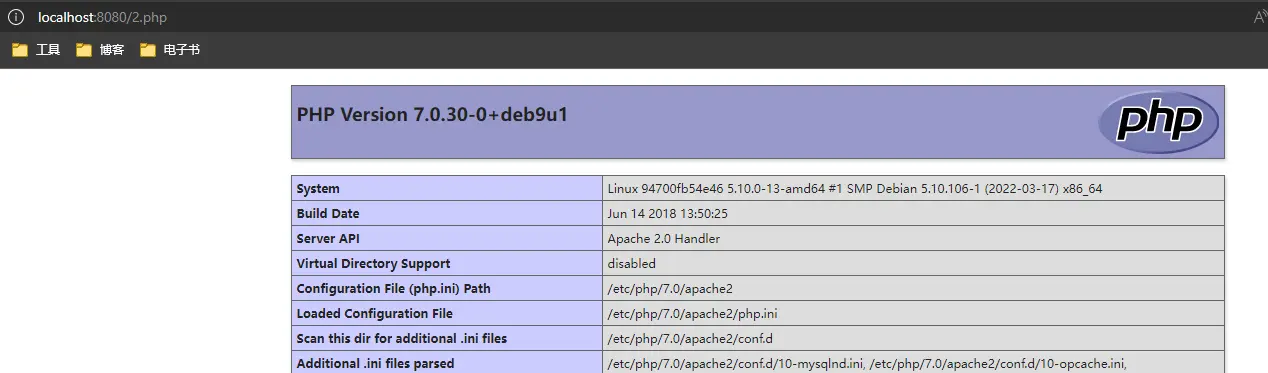 localhost:8080/2.php
工具 博客 电子书
PHP Version 7.0.30-0+deb9u1
php
System Linux 94700fb54e46 5.10.0-13-amd64 #1 SMP Debian 5.10.106-1 (2022-03-17) x86_64
Build Date Jun 14 2018 13:50:25
Server API Apache 2.0 Handler
Virtual Directory Support disabled
Configuration File (php.ini) Path /etc/php/7.0/apache2
Loaded Configuration File /etc/php/7.0/apache2/php.ini
Scan this dir for additional .ini files /etc/php/7.0/apache2/conf.d
Additional .ini files parsed /etc/php/7.0/apache2/conf.d/10-mysqlnd.ini, /etc/php/7.0/apache2/conf.d/10-opcache.ini,